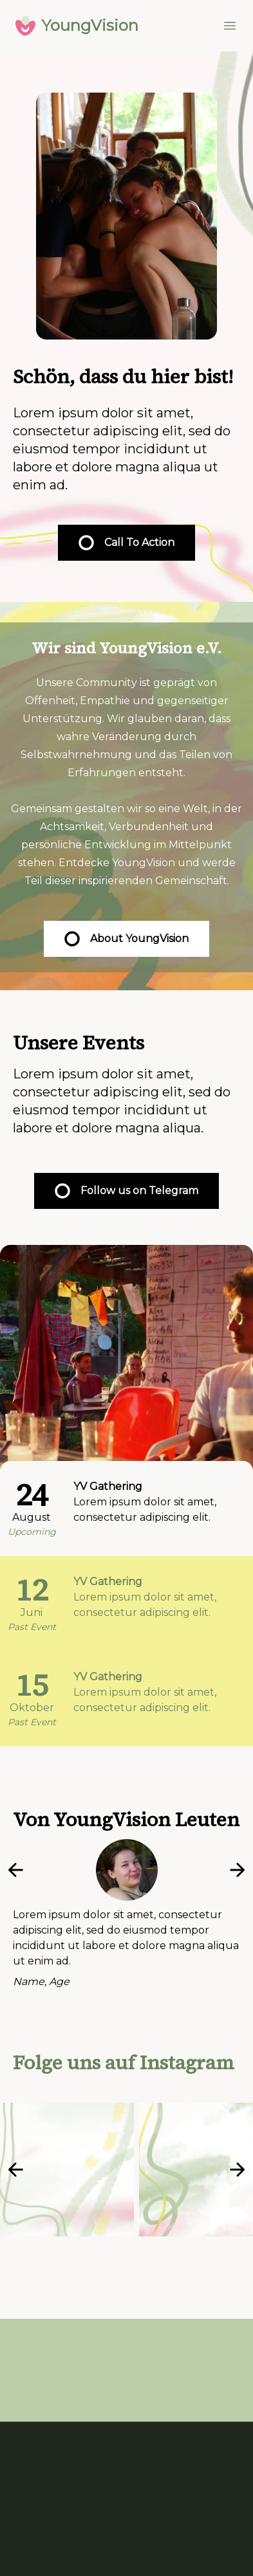 YoungVision
Schön, dass du hier bist!
Lorem ipsum dolor sit amet,
consectetur adipiscing elit, sed do
eiusmod tempor incididunt ut
labore et dolore magna aliqua ut
enim ad.
Call To Action
Wir sind YoungVision e.V.
Unsere Community ist geprägt von
Offenheit, Empathie und gegenseitiger
Unterstützung. Wir glauben daran, dass
wahre Veränderung durch
Selbstwahrnehmung und das Teilen von
Erfahrungen entsteht.
Gemeinsam gestalten wir so eine Welt, in der
Achtsamkeit, Verbundenheit und
persönliche Entwicklung im Mittelpunkt
stehen. Entdecke YoungVision und werde
Teil dieser inspirierenden Gemeinschaft.
About YoungVision
Unsere Events
Lorem ipsum dolor sit amet,
consectetur adipiscing elit, sed do
eiusmod tempor incididunt ut
labore et dolore magna aliqua.
Follow us on Telegram
24
August
Upcoming
YV Gathering
Lorem ipsum dolor sit amet,
consectetur adipiscing elit.
12
Juni
Past Event
YV Gathering
Lorem ipsum dolor sit amet,
consectetur adipiscing elit.
15
Oktober
Past Event
YV Gathering
Lorem ipsum dolor sit amet,
consectetur adipiscing elit.
Von YoungVision Leuten
Lorem ipsum dolor sit amet, consectetur
adipiscing elit, sed do eiusmod tempor
incididunt ut labore et dolore magna aliqua
ut enim ad.
Name, Age
Folge uns auf Instagram